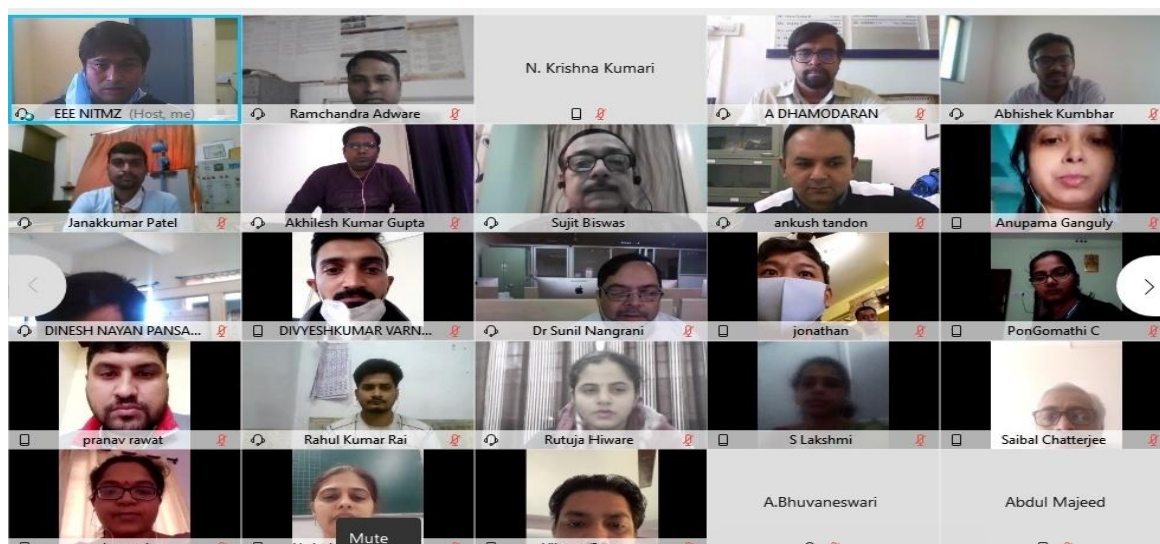 EEE NITMZ (Host, me)
Ramchandra Adware
N. Krishna Kumari
A DHAMODARAN
Abhishek Kumbhar
Janakkumar Patel
Akhilesh Kumar Gupta
Sujit Biswas
ankush tandon
Anupama Ganguly
DINESH NAYAN PANSA...
DIVYESHKUMAR VARN...
Dr Sunil Nangrani
jonathan
PonGomathi C
pranav rawat
Rahul Kumar Rai
Rutuja Hiware
S Lakshmi
Saibal Chatterjee
Mute
A.Bhuvaneswari
Abdul Majeed